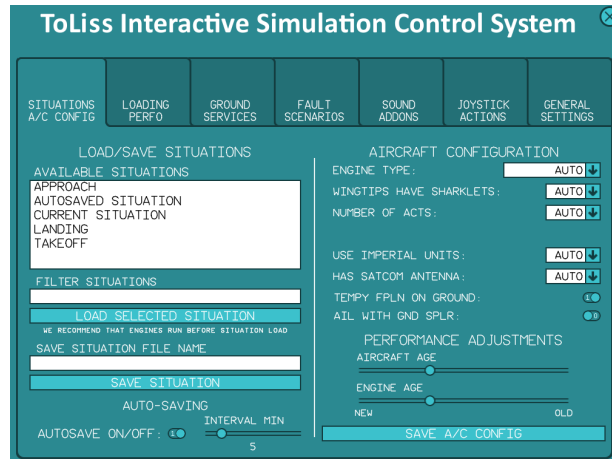 ToLiss Interactive Simulation Control System
SITUATIONS
A/C CONFIG
LOADING
PERFO
GROUND
SERVICES
FAULT
SCENARIOS
SOUND
ADDONS
JOYSTICK
ACTIONS
GENERAL
SETTINGS
LOAD/SAVE SITUATIONS
AVAILABLE SITUATIONS
APPROACH
AUTOSAVED SITUATION
CURRENT SITUATION
LANDING
TAKEOFF
FILTER SITUATIONS
LOAD SELECTED SITUATION
WE RECOMMEND THAT ENGINES RUN BEFORE SITUATION LOAD
SAVE SITUATION FILE NAME
SAVE SITUATION
AUTO-SAVING
INTERVAL MIN
AUTOSAVE ON/OFF:
5
AIRCRAFT CONFIGURATION
ENGINE TYPE: AUTO
WINGTIPS HAVE SHARKLETS: AUTO
NUMBER OF ACTS: AUTO
USE IMPERIAL UNITS: AUTO
HAS SATCOM ANTENNA: AUTO
TEMPY FPLN ON GROUND:
AIL WITH GND SPLR:
PERFORMANCE ADJUSTMENTS
AIRCRAFT AGE
ENGINE AGE
NEW OLD
SAVE A/C CONFIG